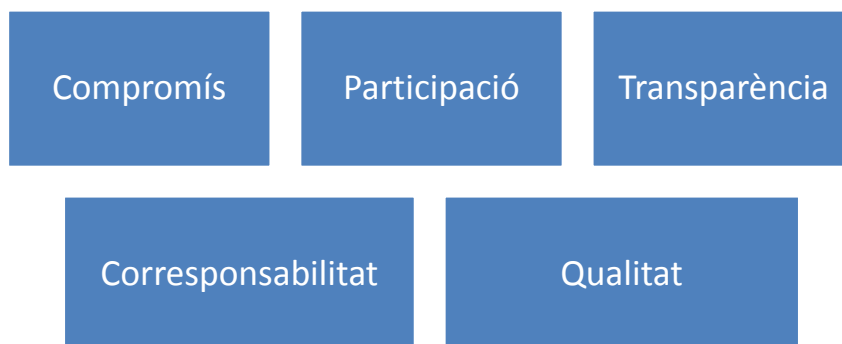 Compromís
Participació
Transparència
Corresponsabilitat
Qualitat